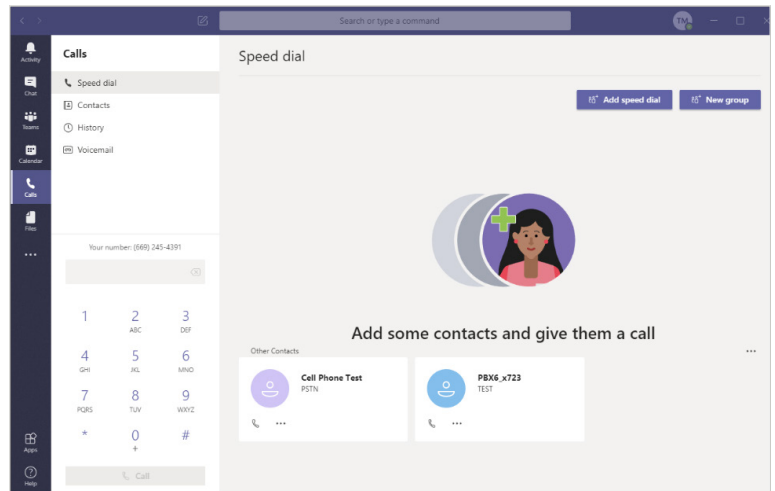 Search or type a command
TM
Activity
Chat
Teams
Calendar
Calls
Files
Apps
Help
Calls
Speed dial
Contacts
History
Voicemail
Your number: (669) 245-4391
1 2 3
ABC DEF
4 5 6
GHI JKL MNO
7 8 9
PQRS TUV WXYZ
* 0 #
+
Call
Speed dial
Add speed dial New group
Add some contacts and give them a call
Other Contacts
Cell Phone Test
PSTN
PBX6_x723
TEST